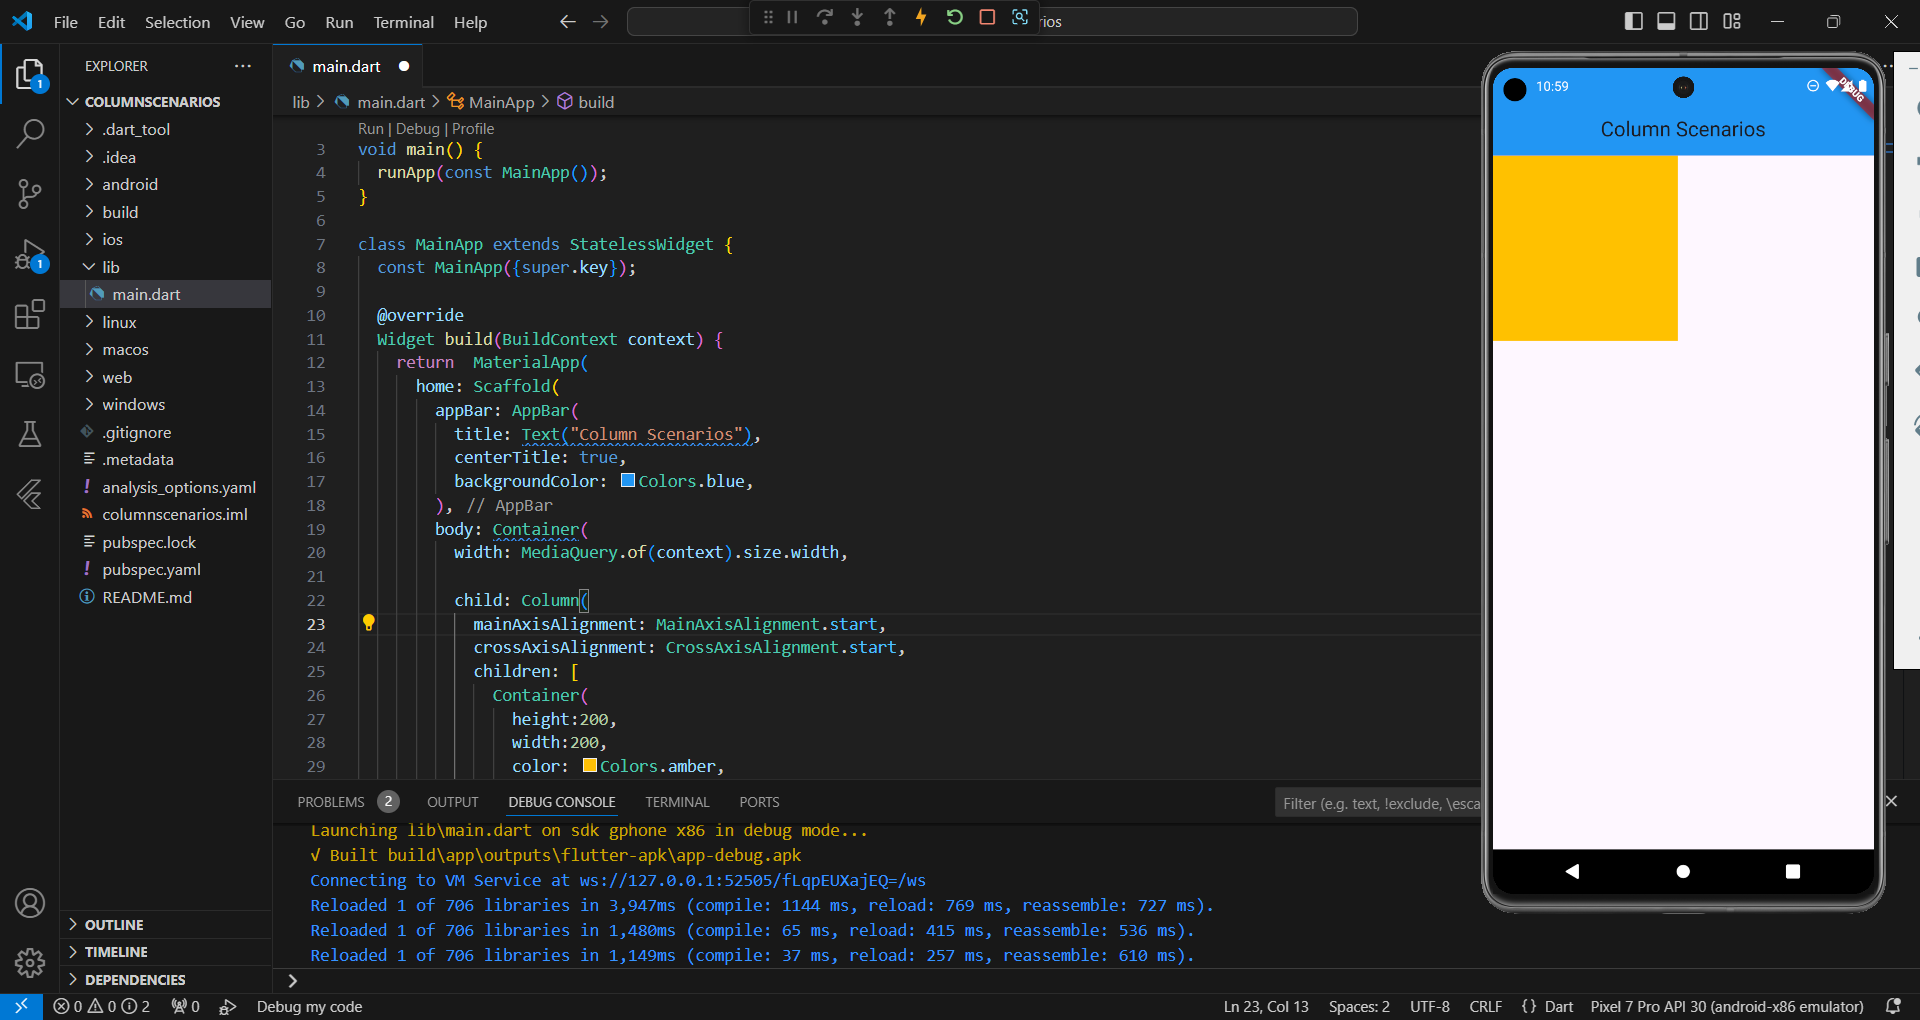 File Edit Selection View Go Run Terminal Help
rios
EXPLORER
COLUMNSCENARIOS
.dart_tool
.idea
android
build
ios
lib
main.dart
linux
macos
web
windows
.gitignore
.metadata
analysis_options.yaml
columnscenarios.iml
pubspec.lock
pubspec.yaml
README.md
OUTLINE
TIMELINE
DEPENDENCIES
1
1
main.dart
lib > main.dart > MainApp > build
Run | Debug | Profile
3 void main() {
4 runApp(const MainApp());
5 }
6
7 class MainApp extends StatelessWidget {
8 const MainApp({super.key});
9
10 @override
11 Widget build(BuildContext context) {
12 return  MaterialApp(
13 home: Scaffold(
14 appBar: AppBar(
15 title: Text("Column Scenarios"),
16 centerTitle: true,
17 backgroundColor: Colors.blue,
18 ), // AppBar
19 body: Container(
20 width: MediaQuery.of(context).size.width,
21
22 child: Column(
23 mainAxisAlignment: MainAxisAlignment.start,
24 crossAxisAlignment: CrossAxisAlignment.start,
25 children: [
26 Container(
27 height:200,
28 width:200,
29 color: Colors.amber,
PROBLEMS 2 OUTPUT DEBUG CONSOLE TERMINAL PORTS
Filter (e.g. text, !exclude, \esca
Launching lib\main.dart on sdk gphone x86 in debug mode...
√ Built build\app\outputs\flutter-apk\app-debug.apk
Connecting to VM Service at ws://127.0.0.1:52505/fLqpEUXajEQ=/ws
Reloaded 1 of 706 libraries in 3,947ms (compile: 1144 ms, reload: 769 ms, reassemble: 727 ms).
Reloaded 1 of 706 libraries in 1,480ms (compile: 65 ms, reload: 415 ms, reassemble: 536 ms).
Reloaded 1 of 706 libraries in 1,149ms (compile: 37 ms, reload: 257 ms, reassemble: 610 ms).
10:59
DEBUG
Column Scenarios
0 0 2 0 Debug my code
Ln 23, Col 13 Spaces: 2 UTF-8 CRLF {} Dart Pixel 7 Pro API 30 (android-x86 emulator)